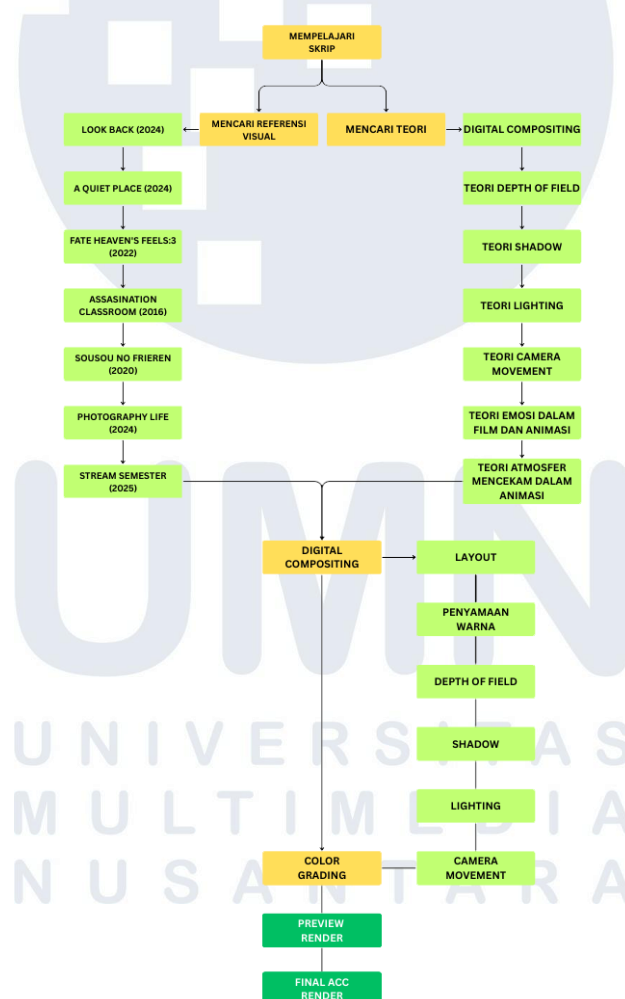 MEMPELAJARI
SKRIP
MENCARI REFERENSI
VISUAL
MENCARI TEORI
LOOK BACK (2024)
A QUIET PLACE (2024)
FATE HEAVEN'S FEELS:3
(2022)
ASSASINATION
CLASSROOM (2016)
SOUSOU NO FRIEREN
(2020)
PHOTOGRAPHY LIFE
(2024)
STREAM SEMESTER
(2025)
DIGITAL COMPOSITING
TEORI DEPTH OF FIELD
TEORI SHADOW
TEORI LIGHTING
TEORI CAMERA
MOVEMENT
TEORI EMOSI DALAM
FILM DAN ANIMASI
TEORI ATMOSFER
MENCEKAM DALAM
ANIMASI
DIGITAL
COMPOSITING
LAYOUT
PENYAMAAN
WARNA
DEPTH OF FIELD
SHADOW
LIGHTING
CAMERA
MOVEMENT
COLOR
GRADING
PREVIEW
RENDER
FINAL ACC
RENDER
UMN
UNIVERSITAS
MULTIMEDIA
NUSANTARA